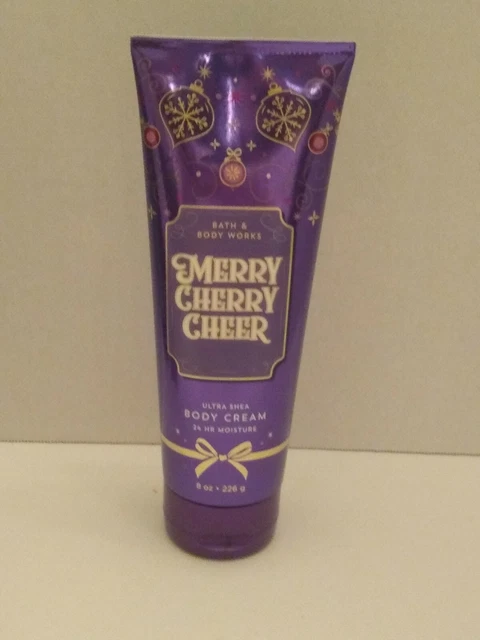 BATH &
BODY WORKS
MERRY
CHERRY
CHEER
ULTRA SHEA
BODY CREAM
24 HR MOISTURE
8 oz • 226 g